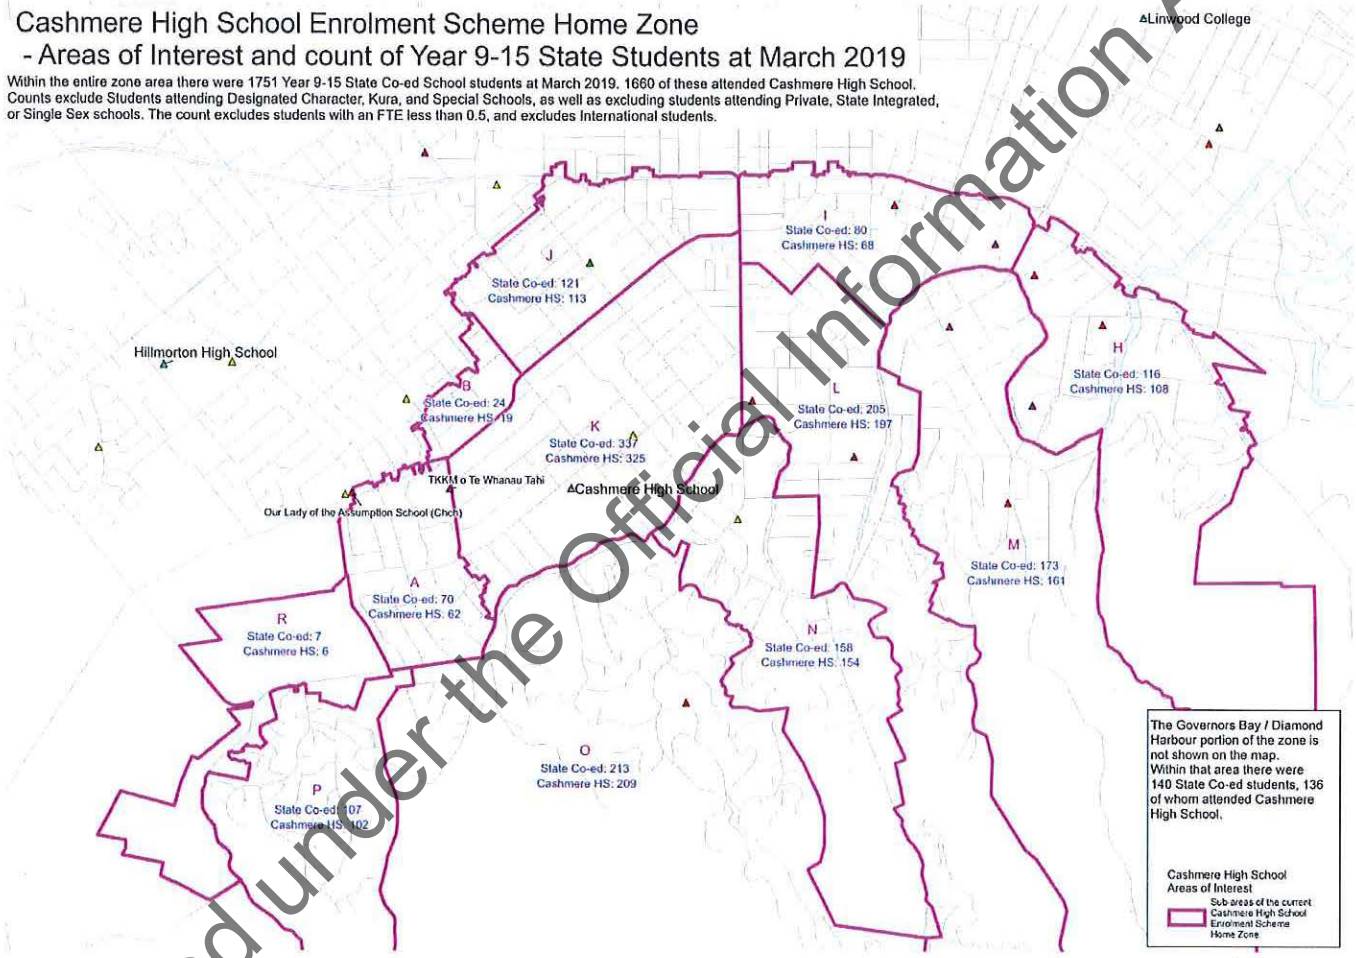 Cashmere High School Enrolment Scheme Home Zone
- Areas of Interest and count of Year 9-15 State Students at March 2019
Within the entire zone area there were 1751 Year 9-15 State Co-ed School students at March 2019. 1660 of these attended Cashmere High School.
Counts exclude Students attending Designated Character, Kura, and Special Schools, as well as excluding students attending Private, State Integrated,
or Single Sex schools. The count excludes students with an FTE less than 0.5, and excludes International students.
Linwood College
I
State Co-ed: 80
Cashmere HS: 68
J
State Co-ed: 121
Cashmere HS: 113
Hillmorton High School
H
State Co-ed: 116
Cashmere HS: 108
B
State Co-ed: 24
Cashmere HS: 19
L
State Co-ed: 205
Cashmere HS: 197
K
State Co-ed: 337
Cashmere HS: 325
TKKM o Te Whanau Tahi
Cashmere High School
Our Lady of the Assumption School (Chch)
M
State Co-ed: 173
Cashmere HS: 161
A
State Co-ed: 70
Cashmere HS: 62
R
State Co-ed: 7
Cashmere HS: 6
N
State Co-ed: 158
Cashmere HS: 154
O
State Co-ed: 213
Cashmere HS: 209
P
State Co-ed: 107
Cashmere HS: 102
The Governors Bay / Diamond
Harbour portion of the zone is
not shown on the map.
Within that area there were
140 State Co-ed students, 136
of whom attended Cashmere
High School.
Cashmere High School
Areas of Interest
Sub-areas of the current
Cashmere High School
Enrolment Scheme
Home Zone
under the Official Information